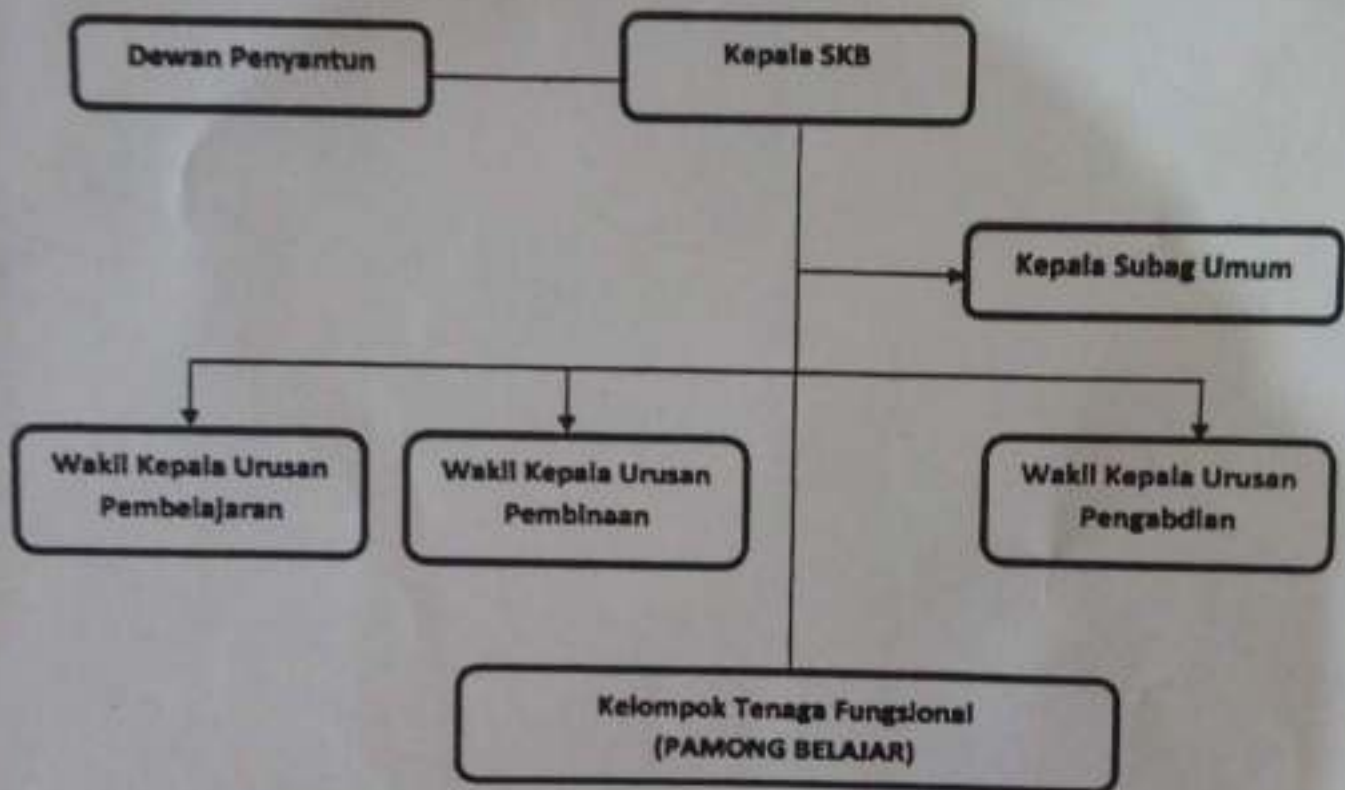 Dewan Penyantun
Kepala SKB
Kepala Subag Umum
Wakil Kepala Urusan
Pembelajaran
Wakil Kepala Urusan
Pembinaan
Wakil Kepala Urusan
Pengabdian
Kelompok Tenaga Fungsional
(PAMONG BELAJAR)